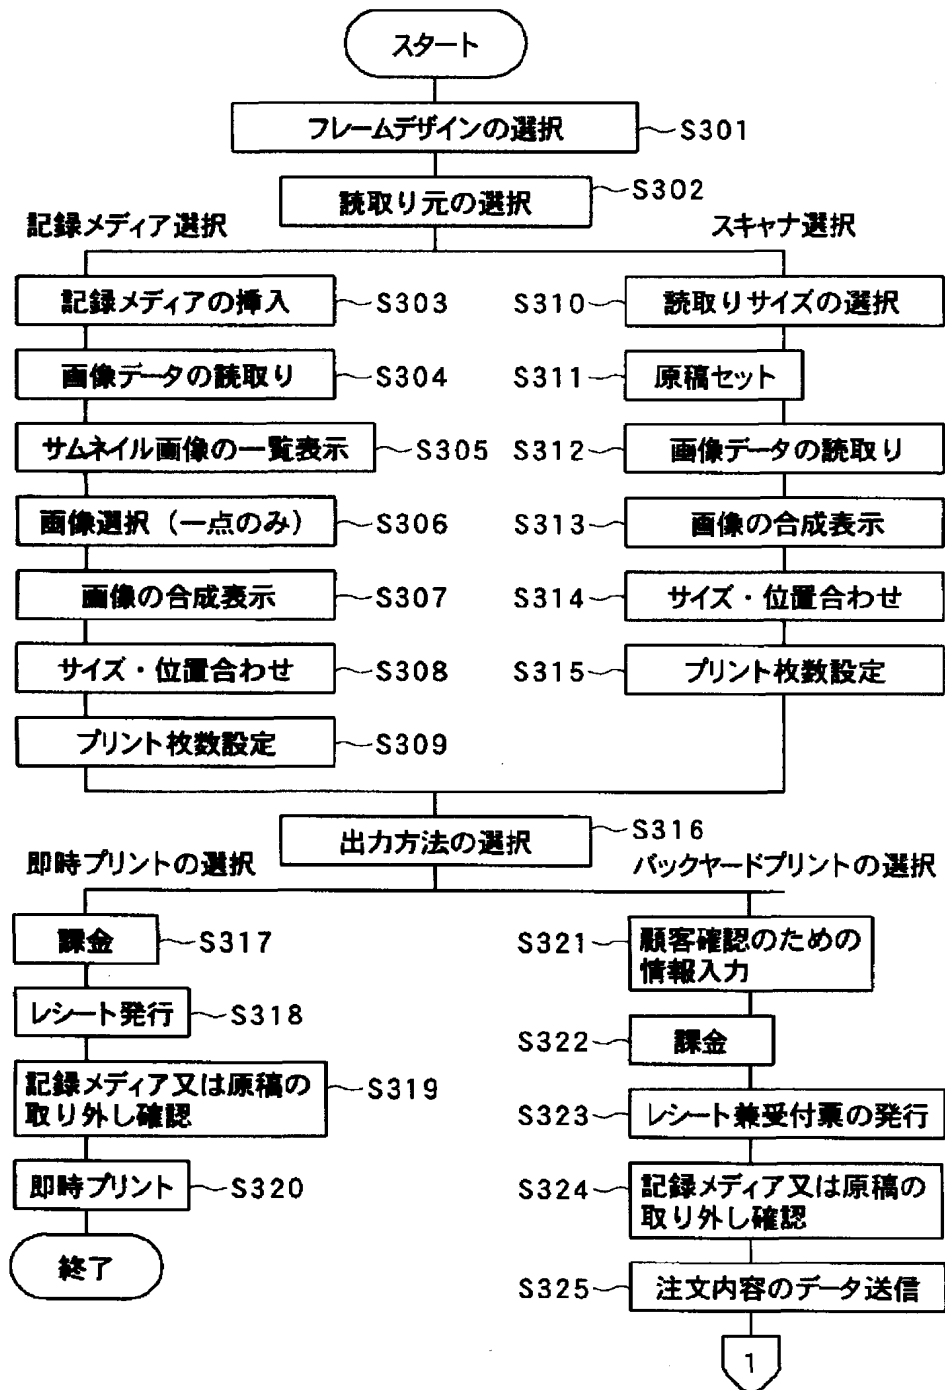 スタート
フレームデザインの選択
S301
読取り元の選択
S302
記録メディア選択
スキャナ選択
記録メディアの挿入
S303
画像データの読取り
S304
サムネイル画像の一覧表示
S305
画像選択（一点のみ）
S306
画像の合成表示
S307
サイズ・位置合わせ
S308
プリント枚数設定
S309
S310
読取りサイズの選択
S311
原稿セット
S312
画像データの読取り
S313
画像の合成表示
S314
サイズ・位置合わせ
S315
プリント枚数設定
出力方法の選択
S316
即時プリントの選択
バックヤードプリントの選択
課金
S317
レシート発行
S318
記録メディア又は原稿の
取り外し確認
S319
即時プリント
S320
終了
S321
顧客確認のための
情報入力
S322
課金
S323
レシート兼受付票の発行
S324
記録メディア又は原稿の
取り外し確認
S325
注文内容のデータ送信
1